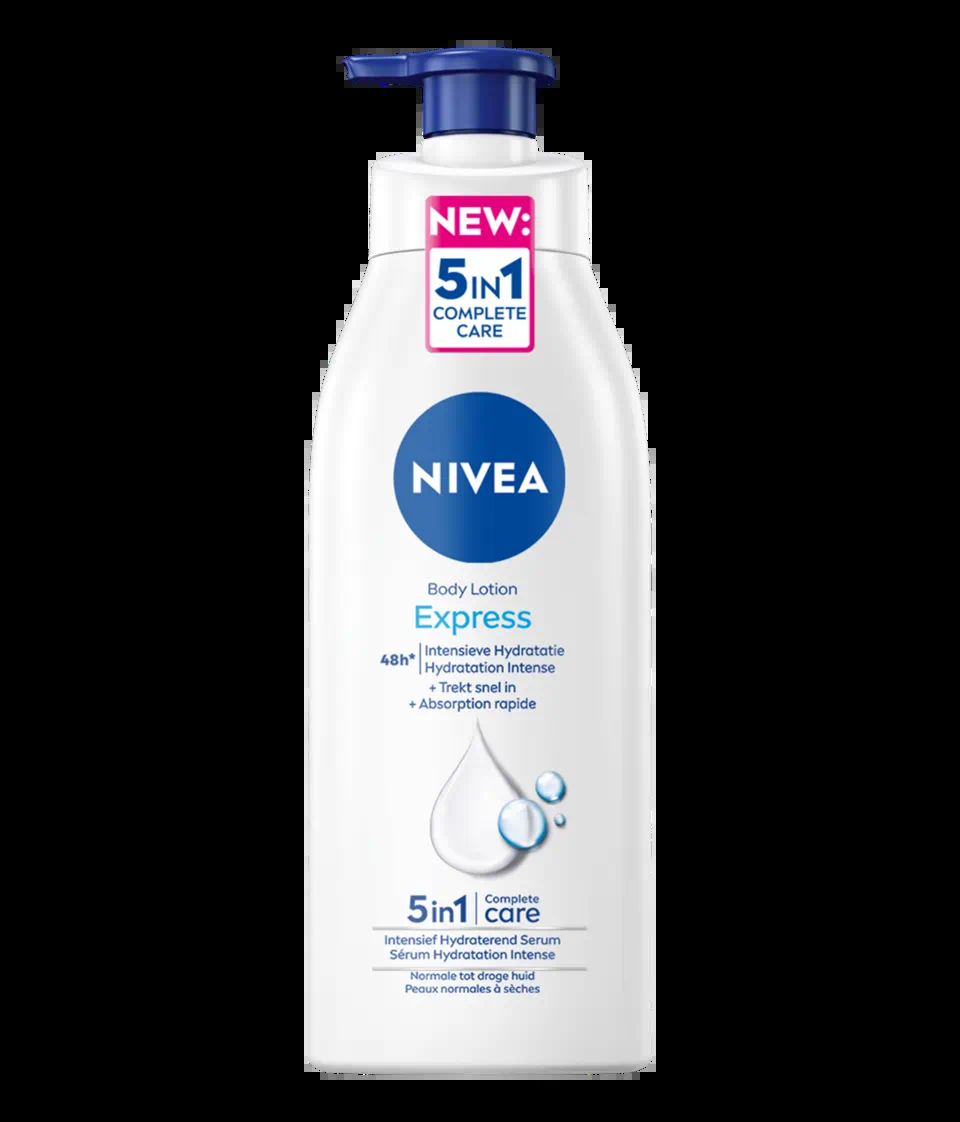 NEW:
5IN1
COMPLETE
CARE
NIVEA
Body Lotion
Express
48h* Intensieve Hydratatie
Hydratation Intense
+ Trekt snel in
+ Absorption rapide
5in1 Complete care
Intensief Hydraterend Serum
Sérum Hydratation Intense
Normale tot droge huid
Peaux normales à sèches